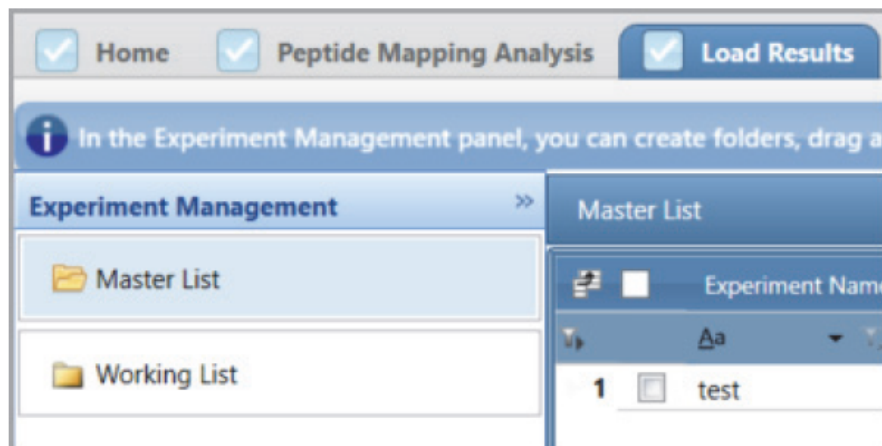 Home
Peptide Mapping Analysis
Load Results
In the Experiment Management panel, you can create folders, drag a
Experiment Management
Master List
Working List
Master List
Experiment Name
Aa
1 test